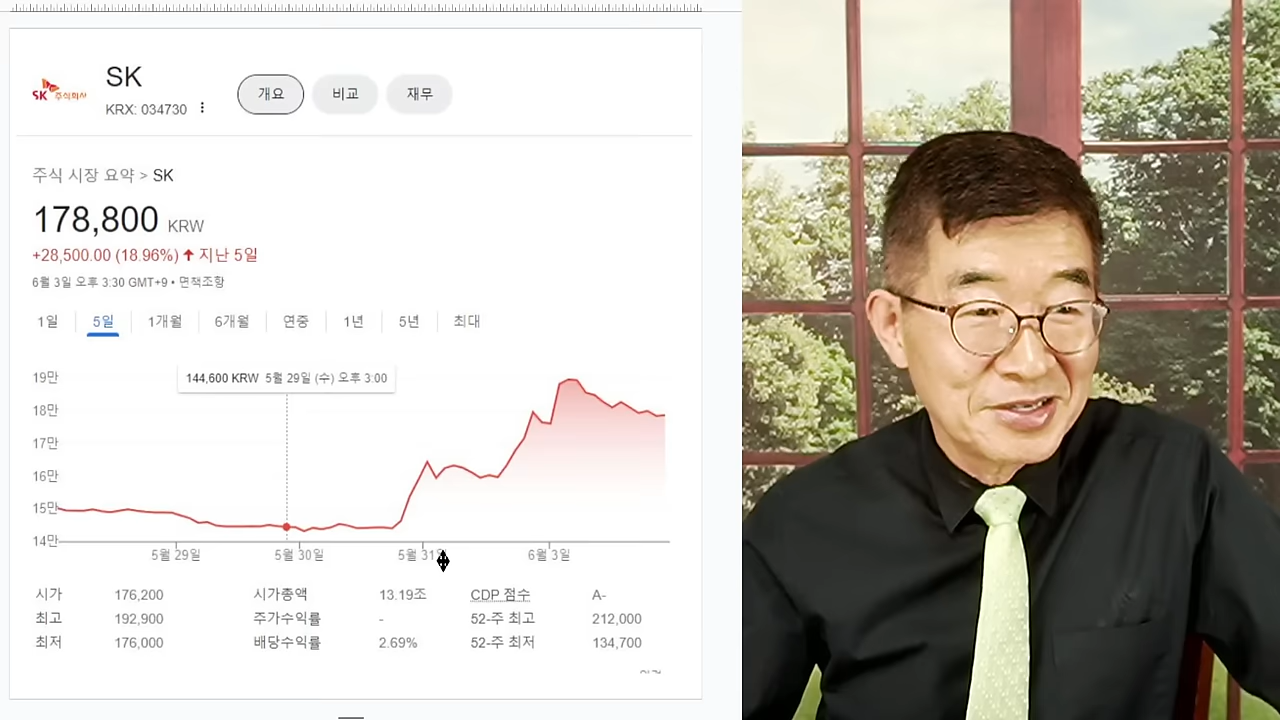 SK
SK 주식회사
KRX: 034730
개요
비교
재무
주식 시장 요약 > SK
178,800 KRW
+28,500.00 (18.96%) ↑ 지난 5일
6월 3일 오후 3:30 GMT+9 • 면책조항
1일 5일 1개월 6개월 연중 1년 5년 최대
144,600 KRW 5월 29일 (수) 오후 3:00
19만
18만
17만
16만
15만
14만
5월 29일 5월 30일 5월 31일 6월 3일
시가 176,200 시가총액 13.19조 CDP 점수 A-
최고 192,900 주가수익률 - 52-주 최고 212,000
최저 176,000 배당수익률 2.69% 52-주 최저 134,700